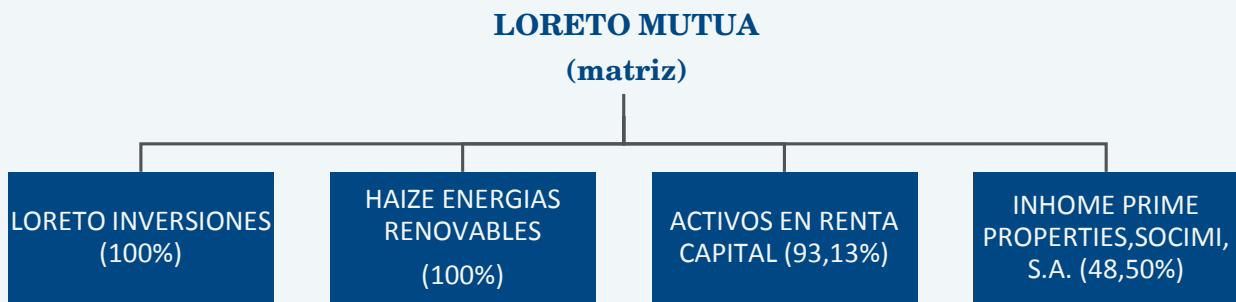 LORETO MUTUA
(matriz)
LORETO INVERSIONES
(100%)
HAIZE ENERGIAS
RENOVABLES
(100%)
ACTIVOS EN RENTA
CAPITAL (93,13%)
INHOME PRIME
PROPERTIES,SOCIMI,
S.A. (48,50%)